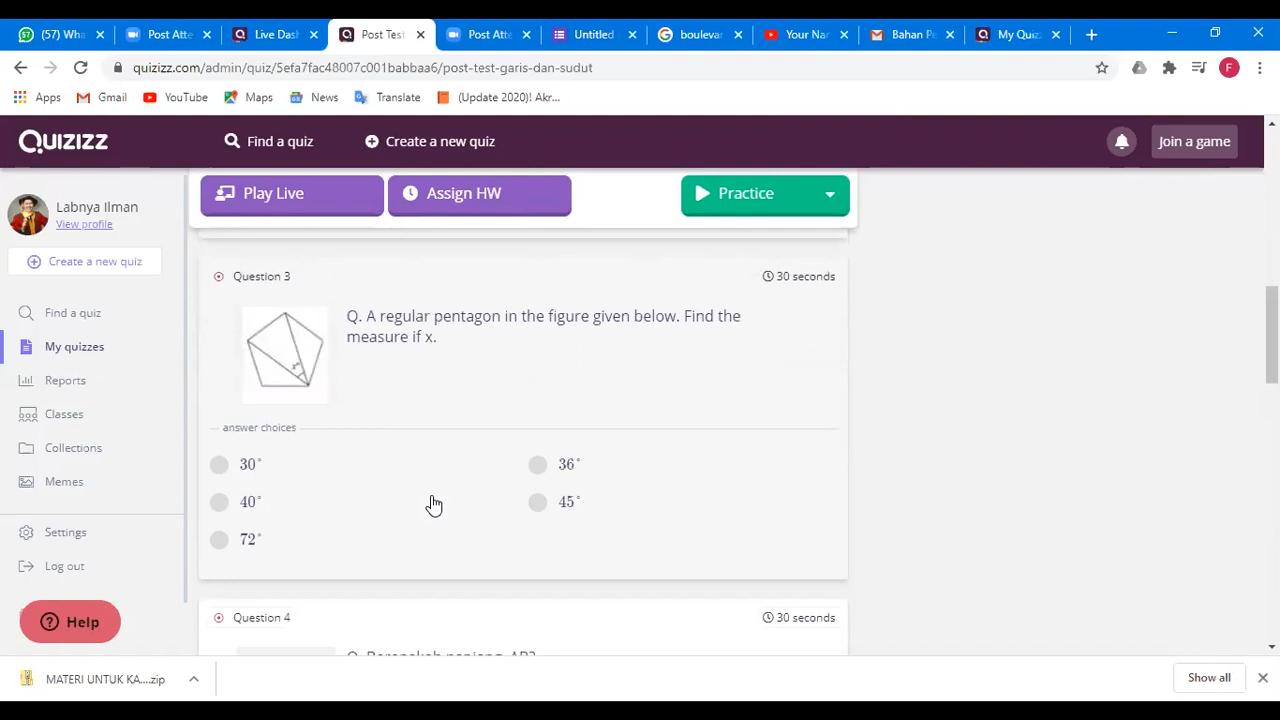 (57) Wha
Post Atte
Live Dash
Post Test
Post Atte
Untitled
boulevar
Your Nar
Bahan Pe
My Quiz
quizizz.com/admin/quiz/5efa7fac48007c001babbaa6/post-test-garis-dan-sudut
F
Apps
Gmail
YouTube
Maps
News
Translate
(Update 2020)! Akr...
QUIZIZZ
Find a quiz
Create a new quiz
Join a game
Labnya Ilman
View profile
Create a new quiz
Find a quiz
My quizzes
Reports
Classes
Collections
Memes
Settings
Log out
Help
Play Live
Assign HW
Practice
Question 3
30 seconds
Q. A regular pentagon in the figure given below. Find the
measure if x.
x°
answer choices
30°
36°
40°
45°
72°
Question 4
30 seconds
MATERI UNTUK KA....zip
Show all